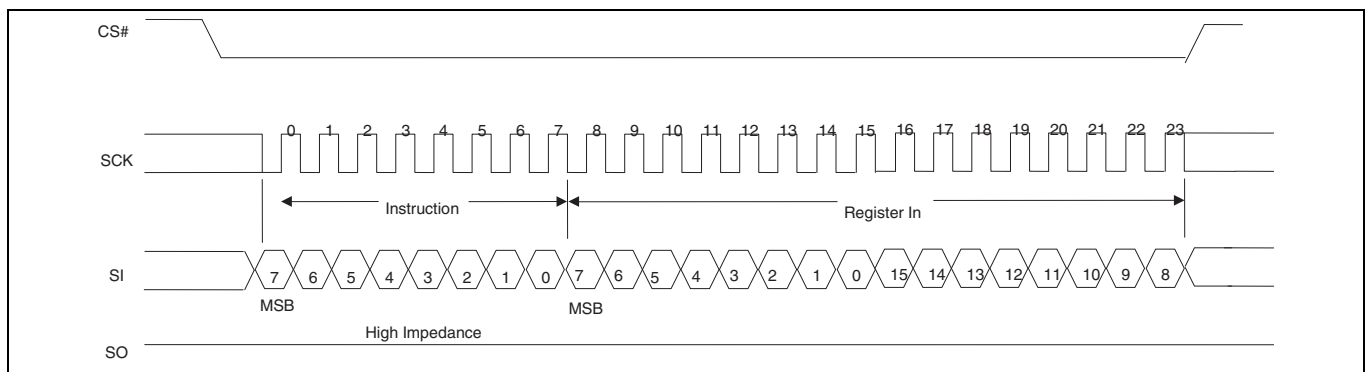 CS#
0 1 2 3 4 5 6 7 8 9 10 11 12 13 14 15 16 17 18 19 20 21 22 23
SCK
Instruction
Register In
SI
7 6 5 4 3 2 1 0 7 6 5 4 3 2 1 0 15 14 13 12 11 10 9 8
MSB MSB
High Impedance
SO